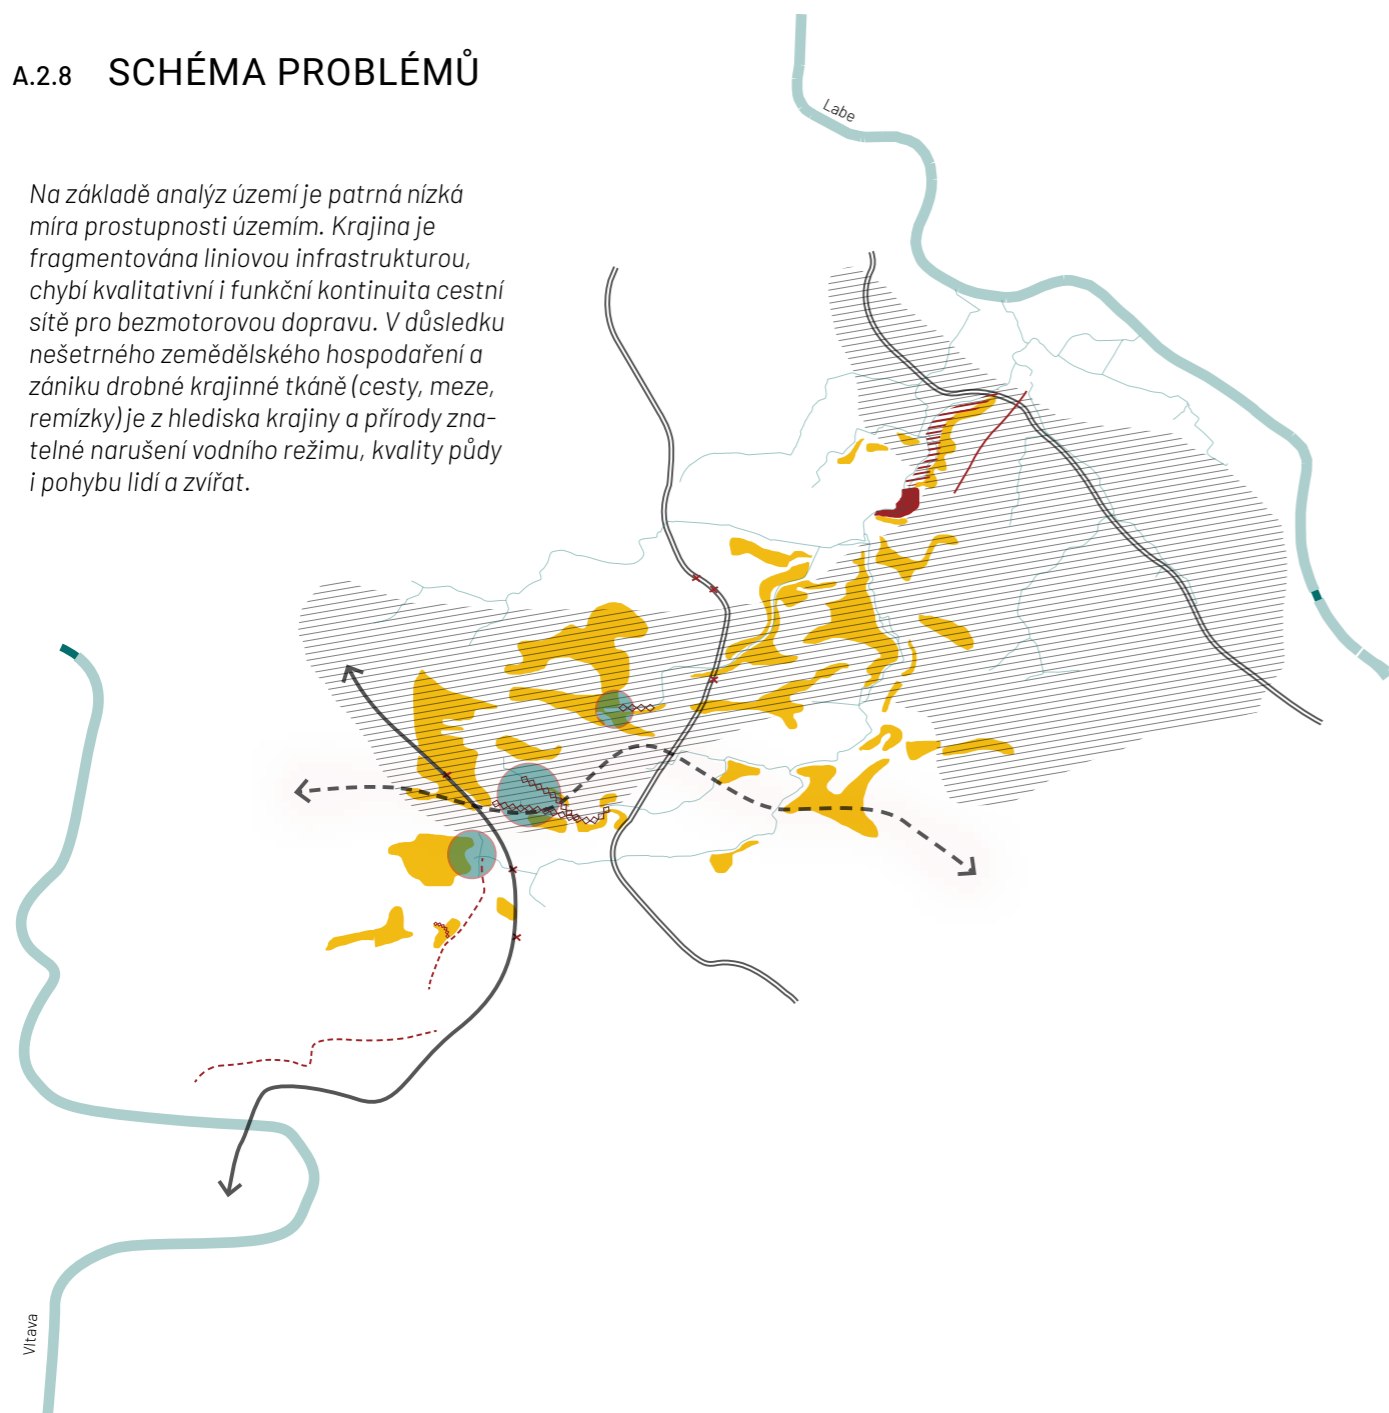 A.2.8 SCHÉMA PROBLÉMŮ
Labe
Na základě analýz území je patrná nízká
míra prostupnosti územím. Krajina je
fragmentována liniovou infrastrukturou,
chybí kvalitativní i funkční kontinuita cestní
sítě pro bezmotorovou dopravu. V důsledku
nešetrného zemědělského hospodaření a
zániku drobné krajinné tkáně (cesty, meze,
remízky) je z hlediska krajiny a přírody zna-
telné narušení vodního režimu, kvality půdy
i pohybu lidí a zvířat.
Vltava